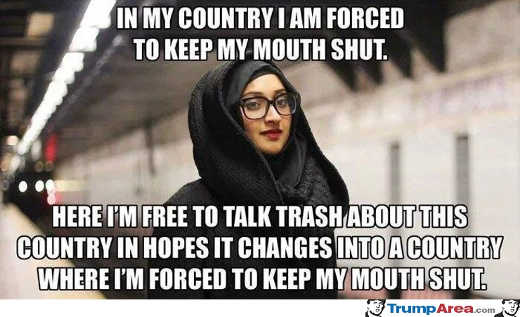 IN MY COUNTRY I AM FORCED
TO KEEP MY MOUTH SHUT.
HERE I'M FREE TO TALK TRASH ABOUT THIS
COUNTRY IN HOPES IT CHANGES INTO A COUNTRY
WHERE I'M FORCED TO KEEP MY MOUTH SHUT.
TrumpArea.com